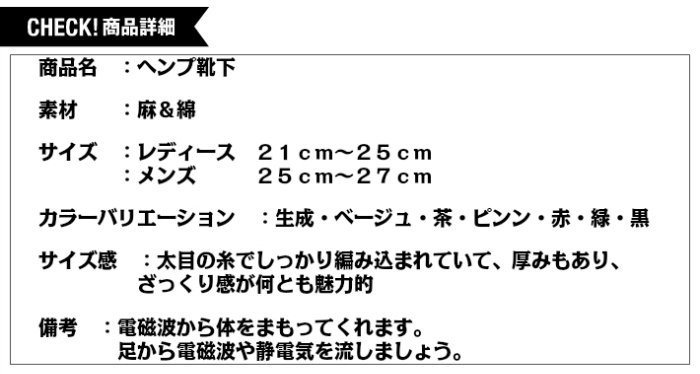 CHECK! 商品詳細
商品名　：ヘンプ靴下
素材　　：麻＆綿
サイズ　：レディース　２１ｃｍ～２５ｃｍ
：メンズ　　　２５ｃｍ～２７ｃｍ
カラーバリエーション　：生成・ベージュ・茶・ピンン・赤・緑・黒
サイズ感　：太目の糸でしっかり編み込まれていて、厚みもあり、
ざっくり感が何とも魅力的
備考　：電磁波から体をまもってくれます。
足から電磁波や静電気を流しましょう。